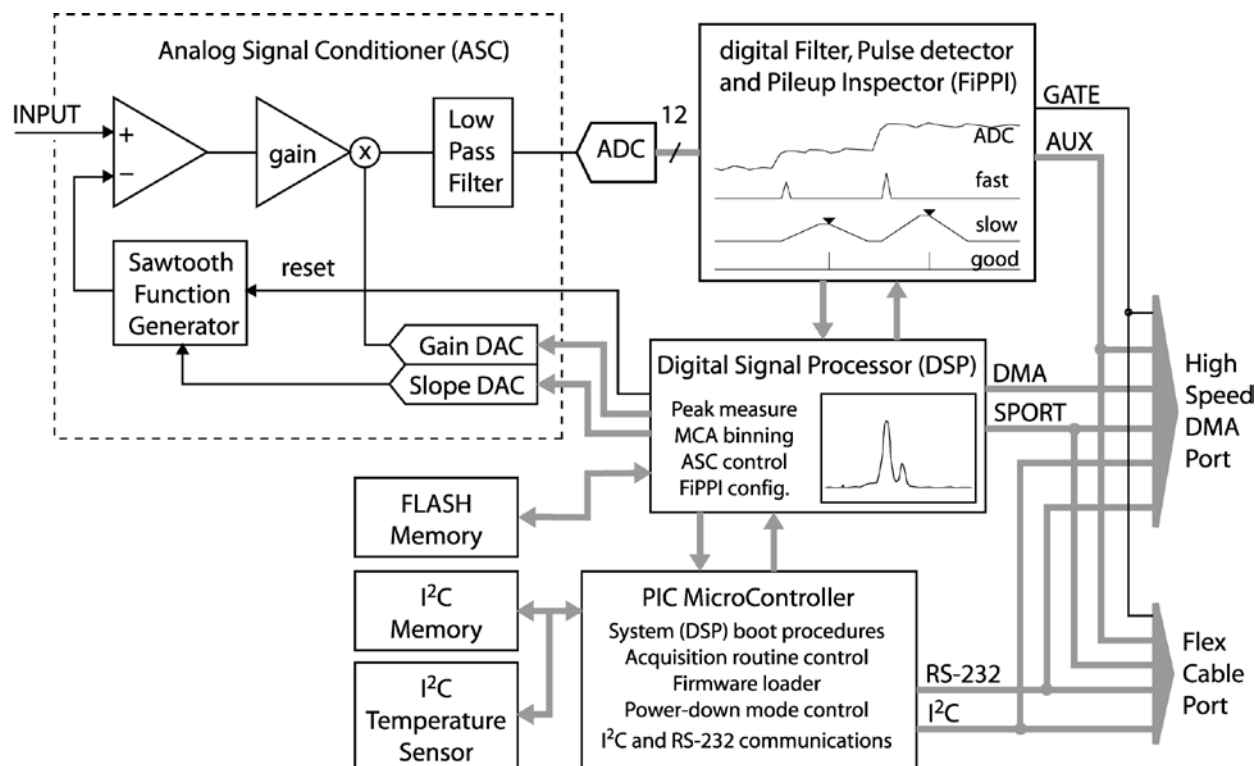 Analog Signal Conditioner (ASC)
INPUT
+
−
gain
x
Low
Pass
Filter
ADC
12
digital Filter, Pulse detector
and Pileup Inspector (FiPPI)
ADC
fast
slow
good
GATE
AUX
Sawtooth
Function
Generator
reset
Gain DAC
Slope DAC
Digital Signal Processor (DSP)
Peak measure
MCA binning
ASC control
FiPPI config.
DMA
SPORT
High
Speed
DMA
Port
FLASH
Memory
I²C
Memory
I²C
Temperature
Sensor
PIC MicroController
System (DSP) boot procedures
Acquisition routine control
Firmware loader
Power-down mode control
I²C and RS-232 communications
RS-232
I²C
Flex
Cable
Port